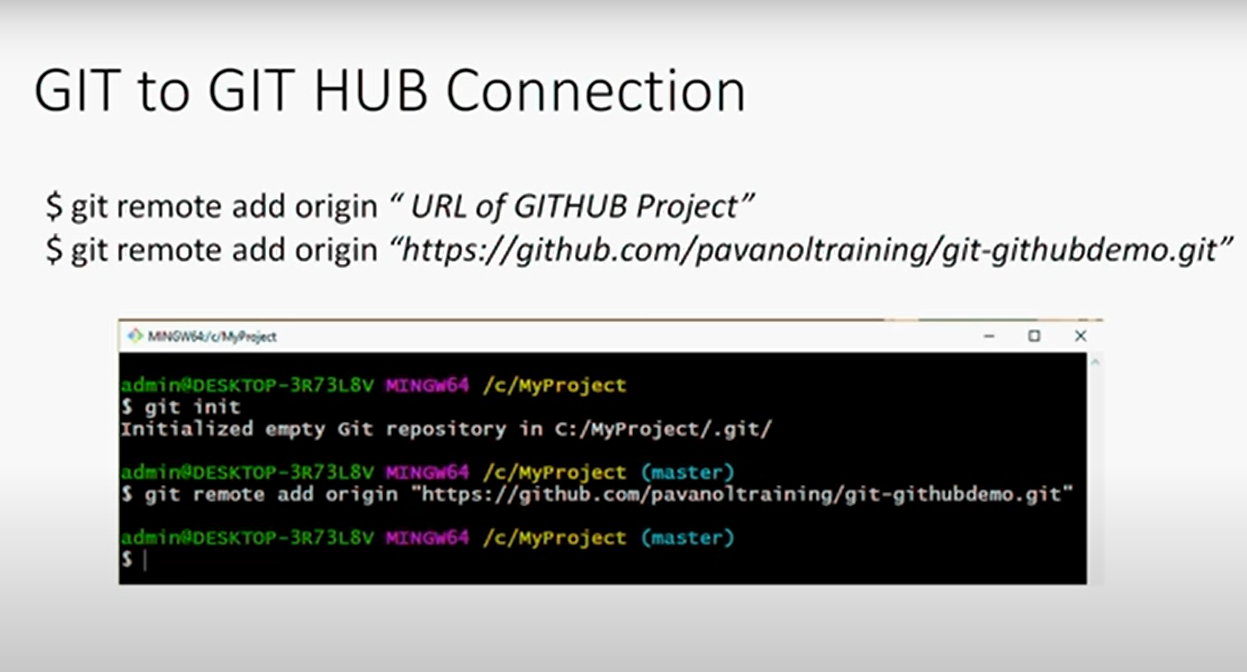 GIT to GIT HUB Connection
$ git remote add origin “ URL of GITHUB Project”
$ git remote add origin “https://github.com/pavanoltraining/git-githubdemo.git”
MINGW64:/c/MyProject
admin@DESKTOP-3R73L8V MINGW64 /c/MyProject
$ git init
Initialized empty Git repository in C:/MyProject/.git/
admin@DESKTOP-3R73L8V MINGW64 /c/MyProject (master)
$ git remote add origin "https://github.com/pavanoltraining/git-githubdemo.git"
admin@DESKTOP-3R73L8V MINGW64 /c/MyProject (master)
$